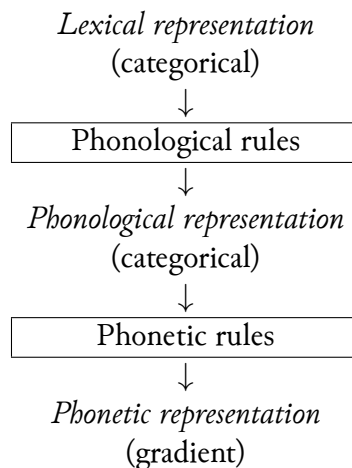 Lexical representation
(categorical)
Phonological rules
Phonological representation
(categorical)
Phonetic rules
Phonetic representation
(gradient)